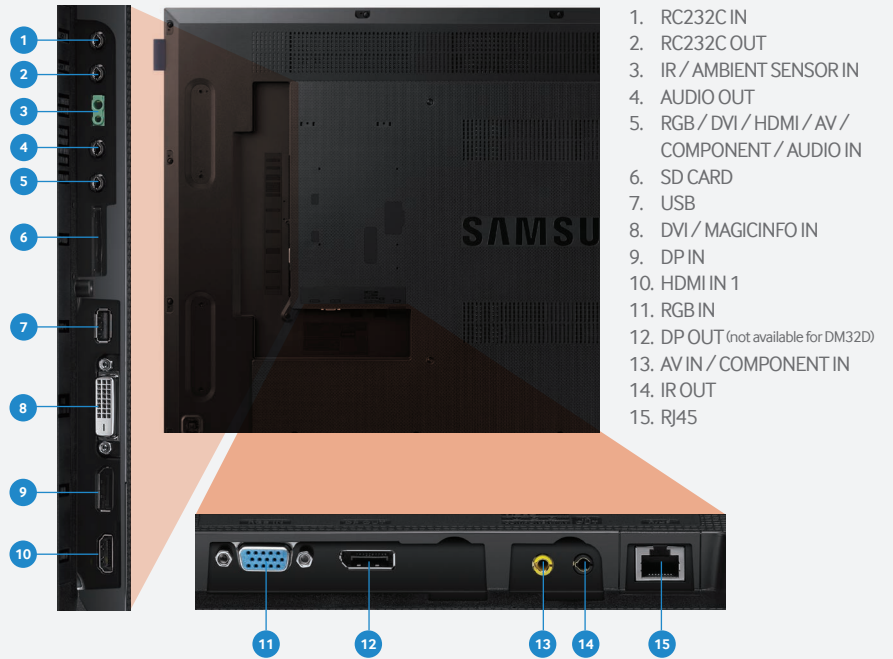 1
2
3
4
5
6
7
8
9
10
SAMSU
11
12
13
14
15
1. RC232C IN
2. RC232C OUT
3. IR / AMBIENT SENSOR IN
4. AUDIO OUT
5. RGB / DVI / HDMI / AV /
COMPONENT / AUDIO IN
6. SD CARD
7. USB
8. DVI / MAGICINFO IN
9. DP IN
10. HDMI IN 1
11. RGB IN
12. DP OUT (not available for DM32D)
13. AV IN / COMPONENT IN
14. IR OUT
15. RJ45